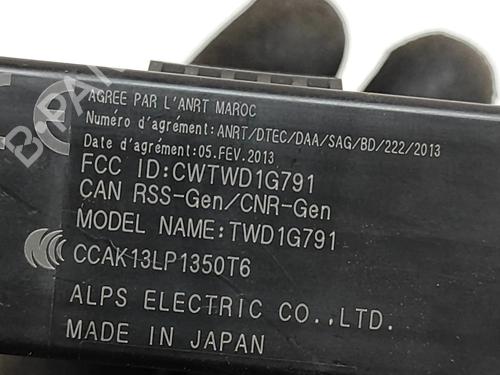 AGREE PAR L'ANRT MAROC
Numéro d'agrément:ANRT/DTEC/DAA/SAG/BD/222/2013
Date d'agrément:05.FEV.2013
FCC ID:CWTWD1G791
CAN RSS-Gen/CNR-Gen
MODEL NAME:TWD1G791
CCAK13LP1350T6
ALPS ELECTRIC CO.,LTD.
MADE IN JAPAN